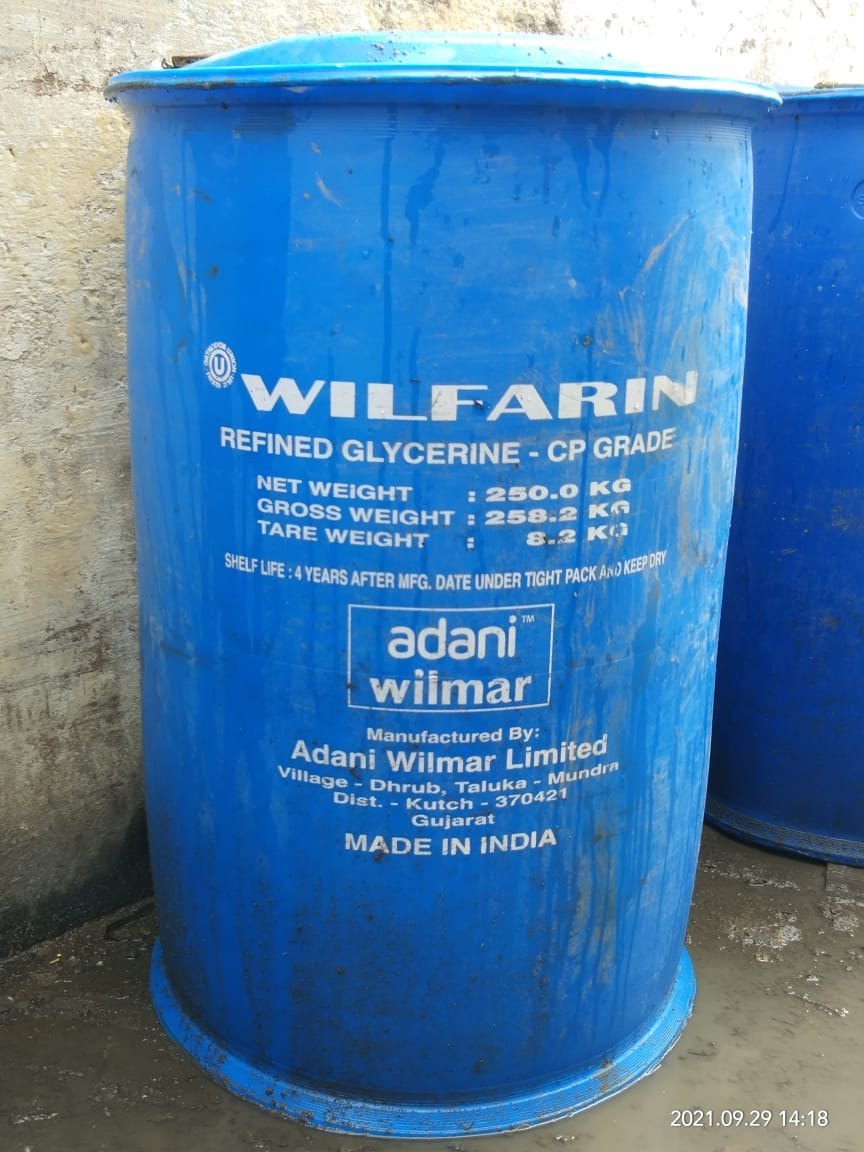 U
WILFARIN
REFINED GLYCERINE - CP GRADE
NET WEIGHT : 250.0 KG
GROSS WEIGHT : 258.2 KG
TARE WEIGHT : 8.2 KG
SHELF LIFE : 4 YEARS AFTER MFG. DATE UNDER TIGHT PACK AND KEEP DRY
adani™
wilmar
Manufactured By:
Adani Wilmar Limited
Village - Dhrub, Taluka - Mundra
Dist. - Kutch - 370421
Gujarat
MADE IN INDIA
2021.09.29 14:18